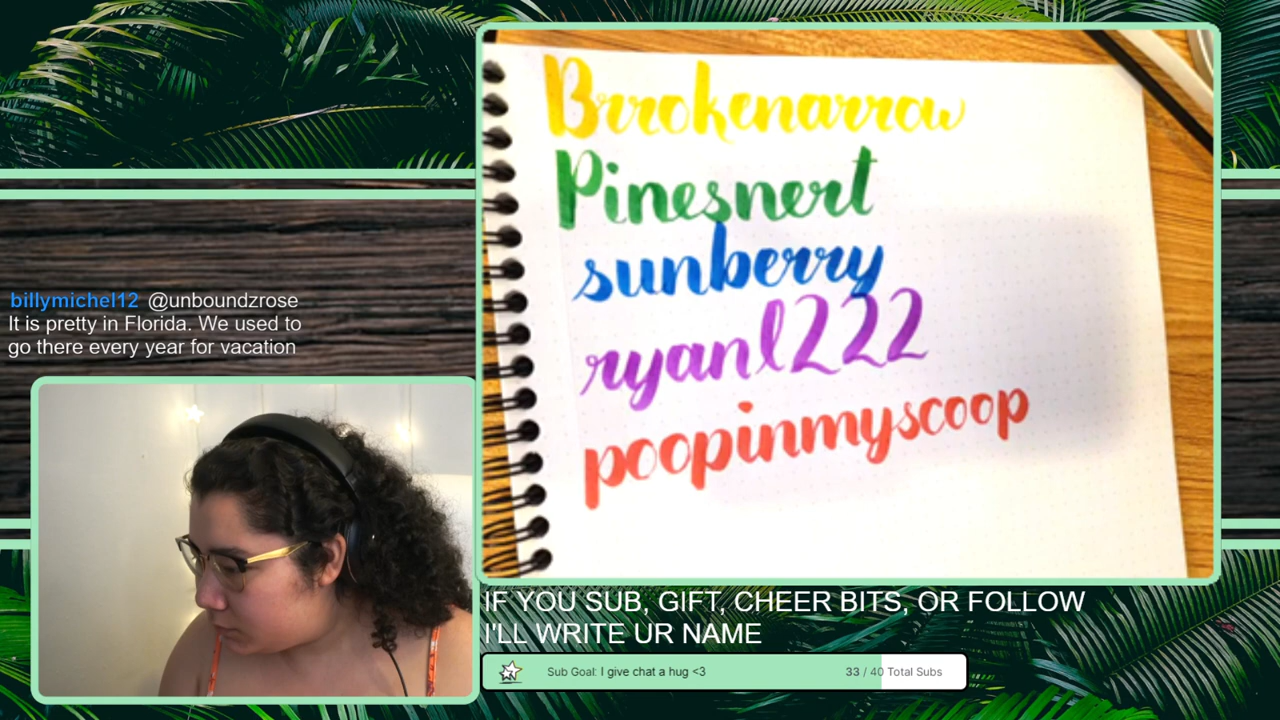 Brrokenarrow
Pinesnert
sunberry
ryanl222
poopinmyscoop
billymichel12 @unboundzrose
It is pretty in Florida. We used to
go there every year for vacation
IF YOU SUB, GIFT, CHEER BITS, OR FOLLOW
I'LL WRITE UR NAME
Sub Goal: I give chat a hug <3 33 / 40 Total Subs